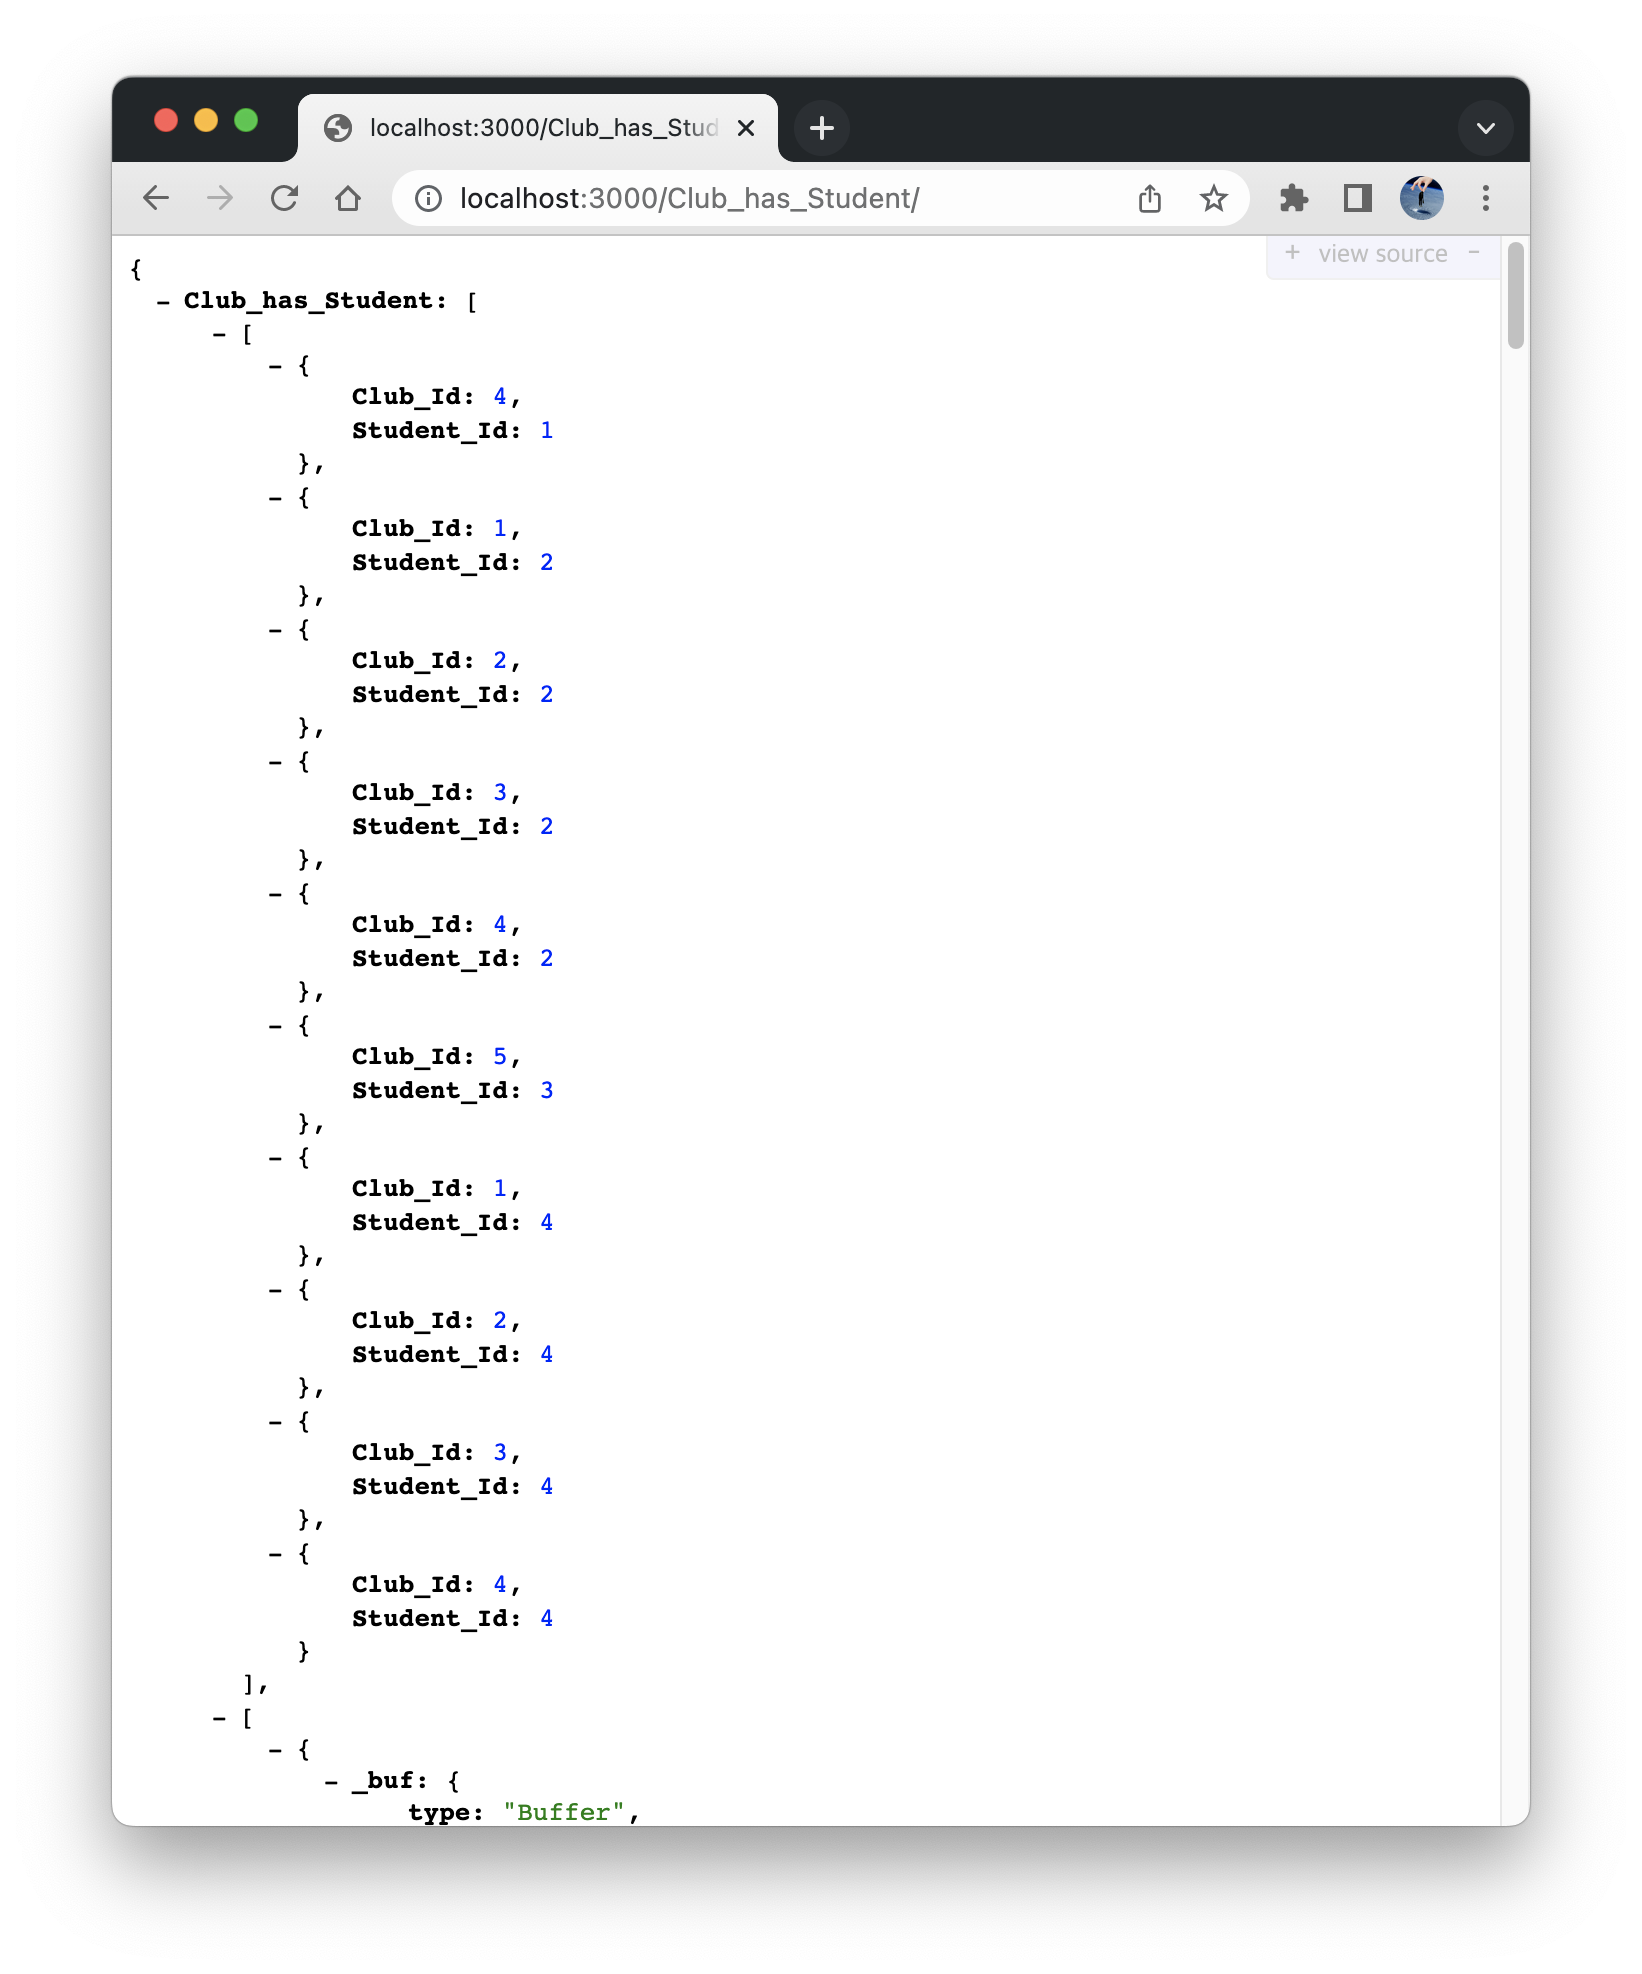 localhost:3000/Club_has_Stud
localhost:3000/Club_has_Student/
+ view source -
{
- Club_has_Student: [
- [
- {
Club_Id: 4,
Student_Id: 1
},
- {
Club_Id: 1,
Student_Id: 2
},
- {
Club_Id: 2,
Student_Id: 2
},
- {
Club_Id: 3,
Student_Id: 2
},
- {
Club_Id: 4,
Student_Id: 2
},
- {
Club_Id: 5,
Student_Id: 3
},
- {
Club_Id: 1,
Student_Id: 4
},
- {
Club_Id: 2,
Student_Id: 4
},
- {
Club_Id: 3,
Student_Id: 4
},
- {
Club_Id: 4,
Student_Id: 4
}
],
- [
- {
- _buf: {
type: "Buffer",